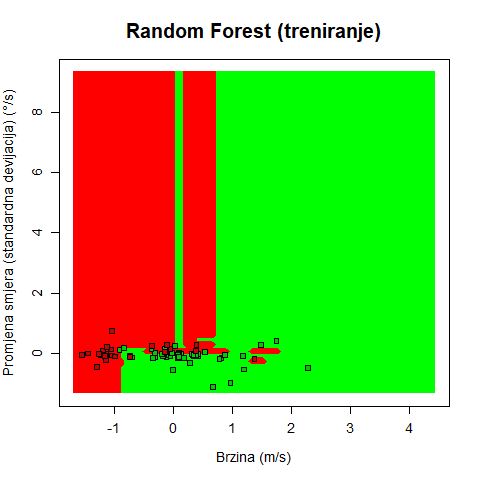 Random Forest (treniranje)
Promjena smjera (standardna devijacija) (°/s)
8
6
4
2
0
-1 0 1 2 3 4
Brzina (m/s)